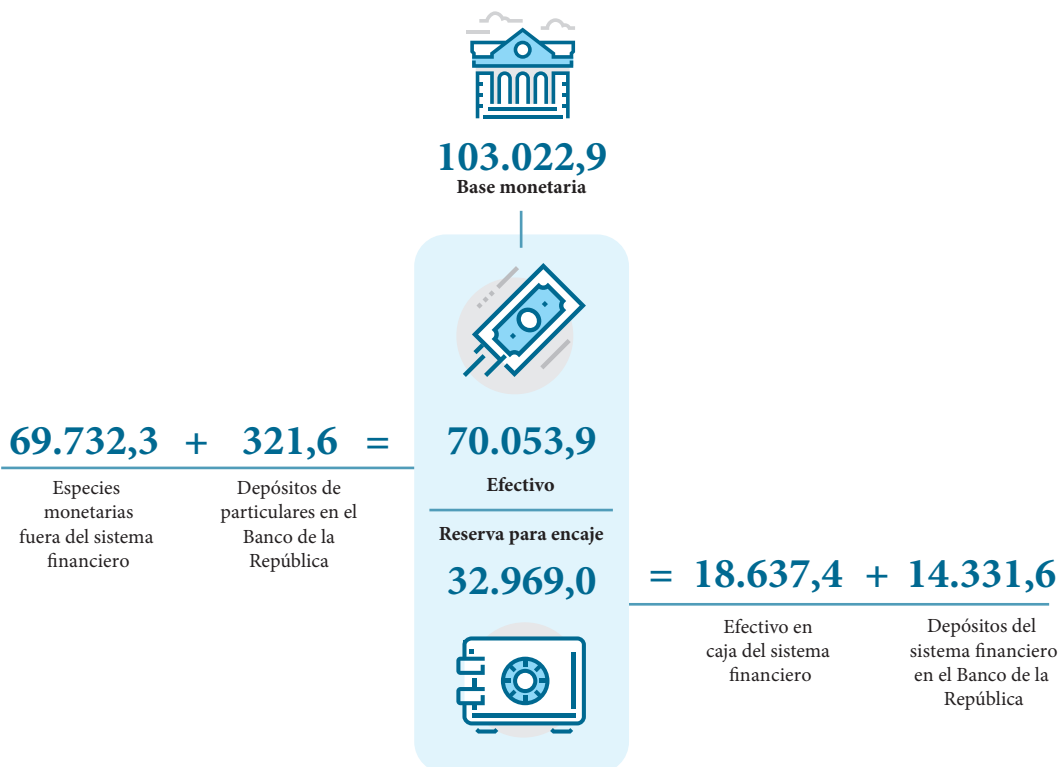 103.022,9
Base monetaria
69.732,3 + 321,6 = 70.053,9
Especies
monetarias
fuera del sistema
financiero
Depósitos de
particulares en el
Banco de la
República
Efectivo
Reserva para encaje
32.969,0 = 18.637,4 + 14.331,6
Efectivo en
caja del sistema
financiero
Depósitos del
sistema financiero
en el Banco de la
República